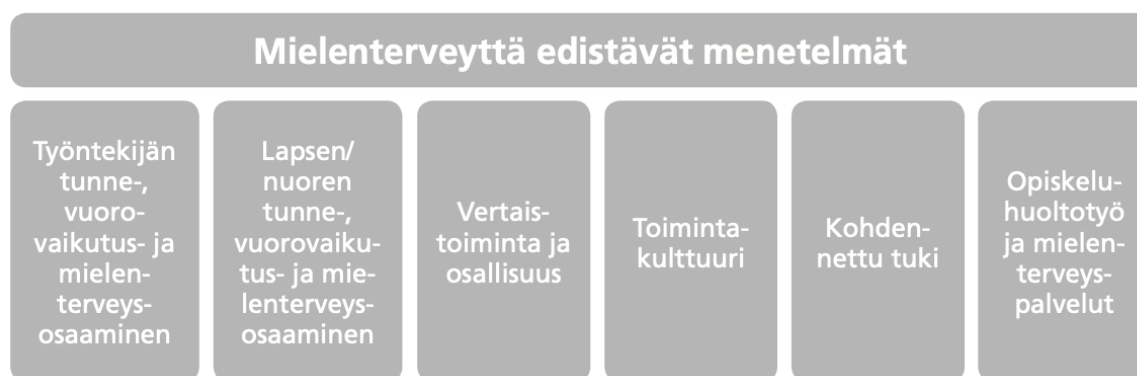 Mielenterveyttä edistävät menetelmät
Työntekijän
tunne-,
vuoro-
vaikutus- ja
mielen-
terveys-
osaaminen
Lapsen/
nuoren
tunne-,
vuorovaiku-
tus- ja mie-
lenterveys-
osaaminen
Vertais-
toiminta ja
osallisuus
Toiminta-
kulttuuri
Kohden-
nettu tuki
Opiskelu-
huoltotyö
ja mielen-
terveys-
palvelut